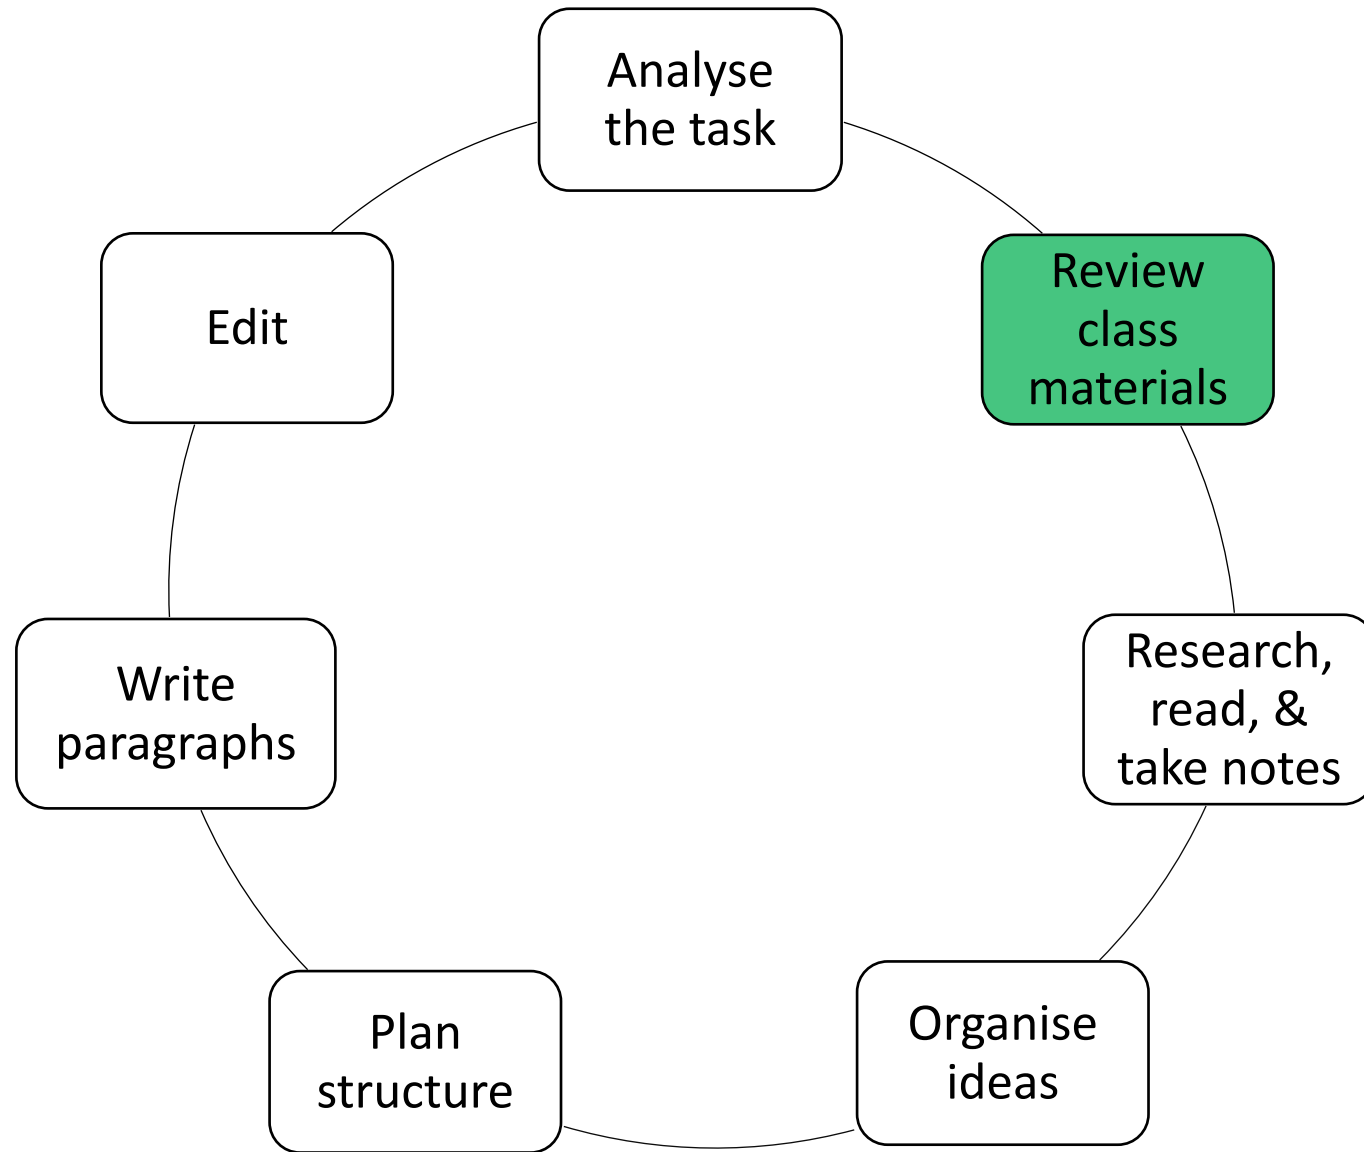 Analyse
the task
Review
class
materials
Research,
read, &
take notes
Organise
ideas
Plan
structure
Write
paragraphs
Edit